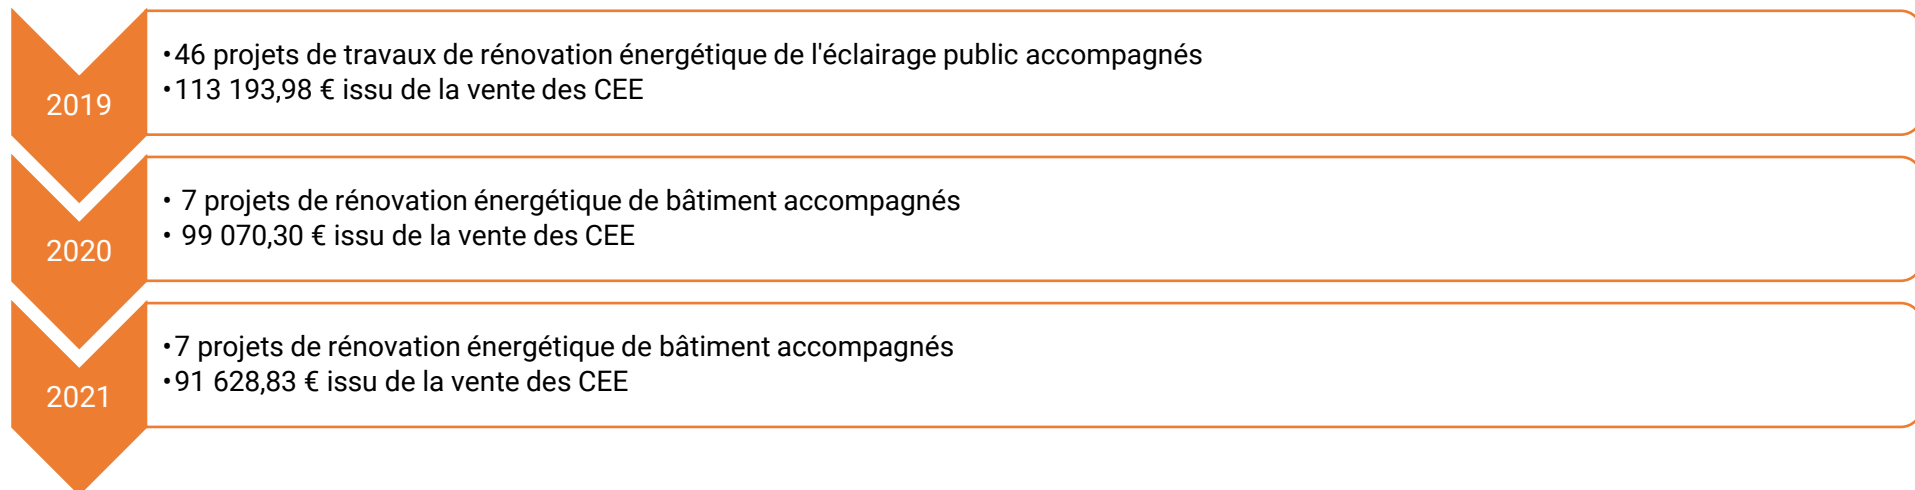 2019
•46 projets de travaux de rénovation énergétique de l'éclairage public accompagnés
•113 193,98 € issu de la vente des CEE
2020
• 7 projets de rénovation énergétique de bâtiment accompagnés
• 99 070,30 € issu de la vente des CEE
2021
•7 projets de rénovation énergétique de bâtiment accompagnés
•91 628,83 € issu de la vente des CEE